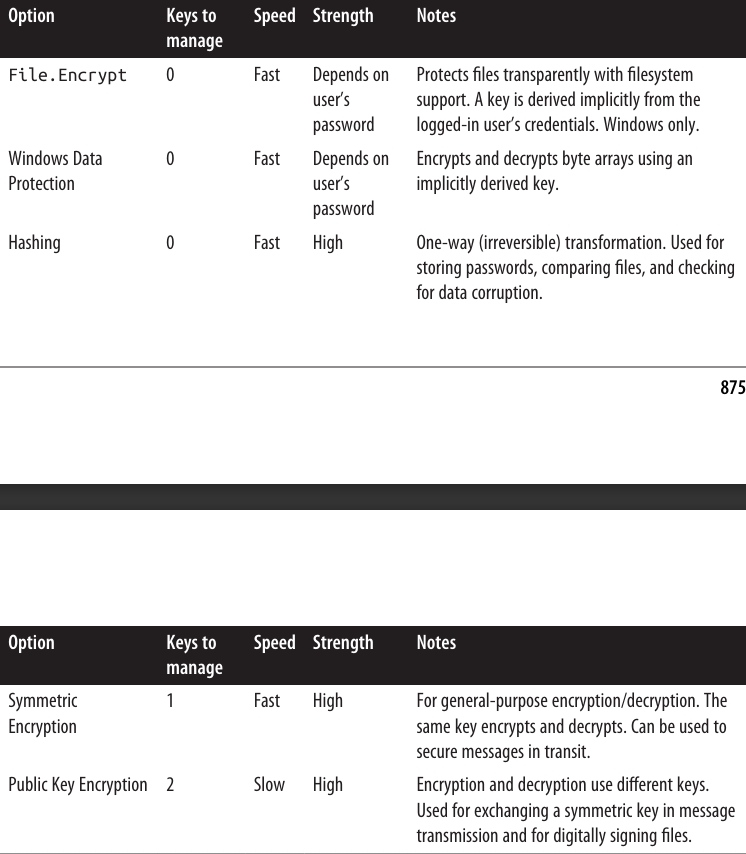 Option Keys to manage Speed Strength Notes
File.Encrypt 0 Fast Depends on Protects files transparently with filesystem
user's support. A key is derived implicitly from the
password logged-in user's credentials. Windows only.
Windows Data 0 Fast Depends on Encrypts and decrypts byte arrays using an
Protection user's implicitly derived key.
password
Hashing 0 Fast High One-way (irreversible) transformation. Used for
storing passwords, comparing files, and checking
for data corruption.
875
Option Keys to manage Speed Strength Notes
Symmetric 1 Fast High For general-purpose encryption/decryption. The
Encryption same key encrypts and decrypts. Can be used to
secure messages in transit.
Public Key Encryption 2 Slow High Encryption and decryption use different keys.
Used for exchanging a symmetric key in message
transmission and for digitally signing files.